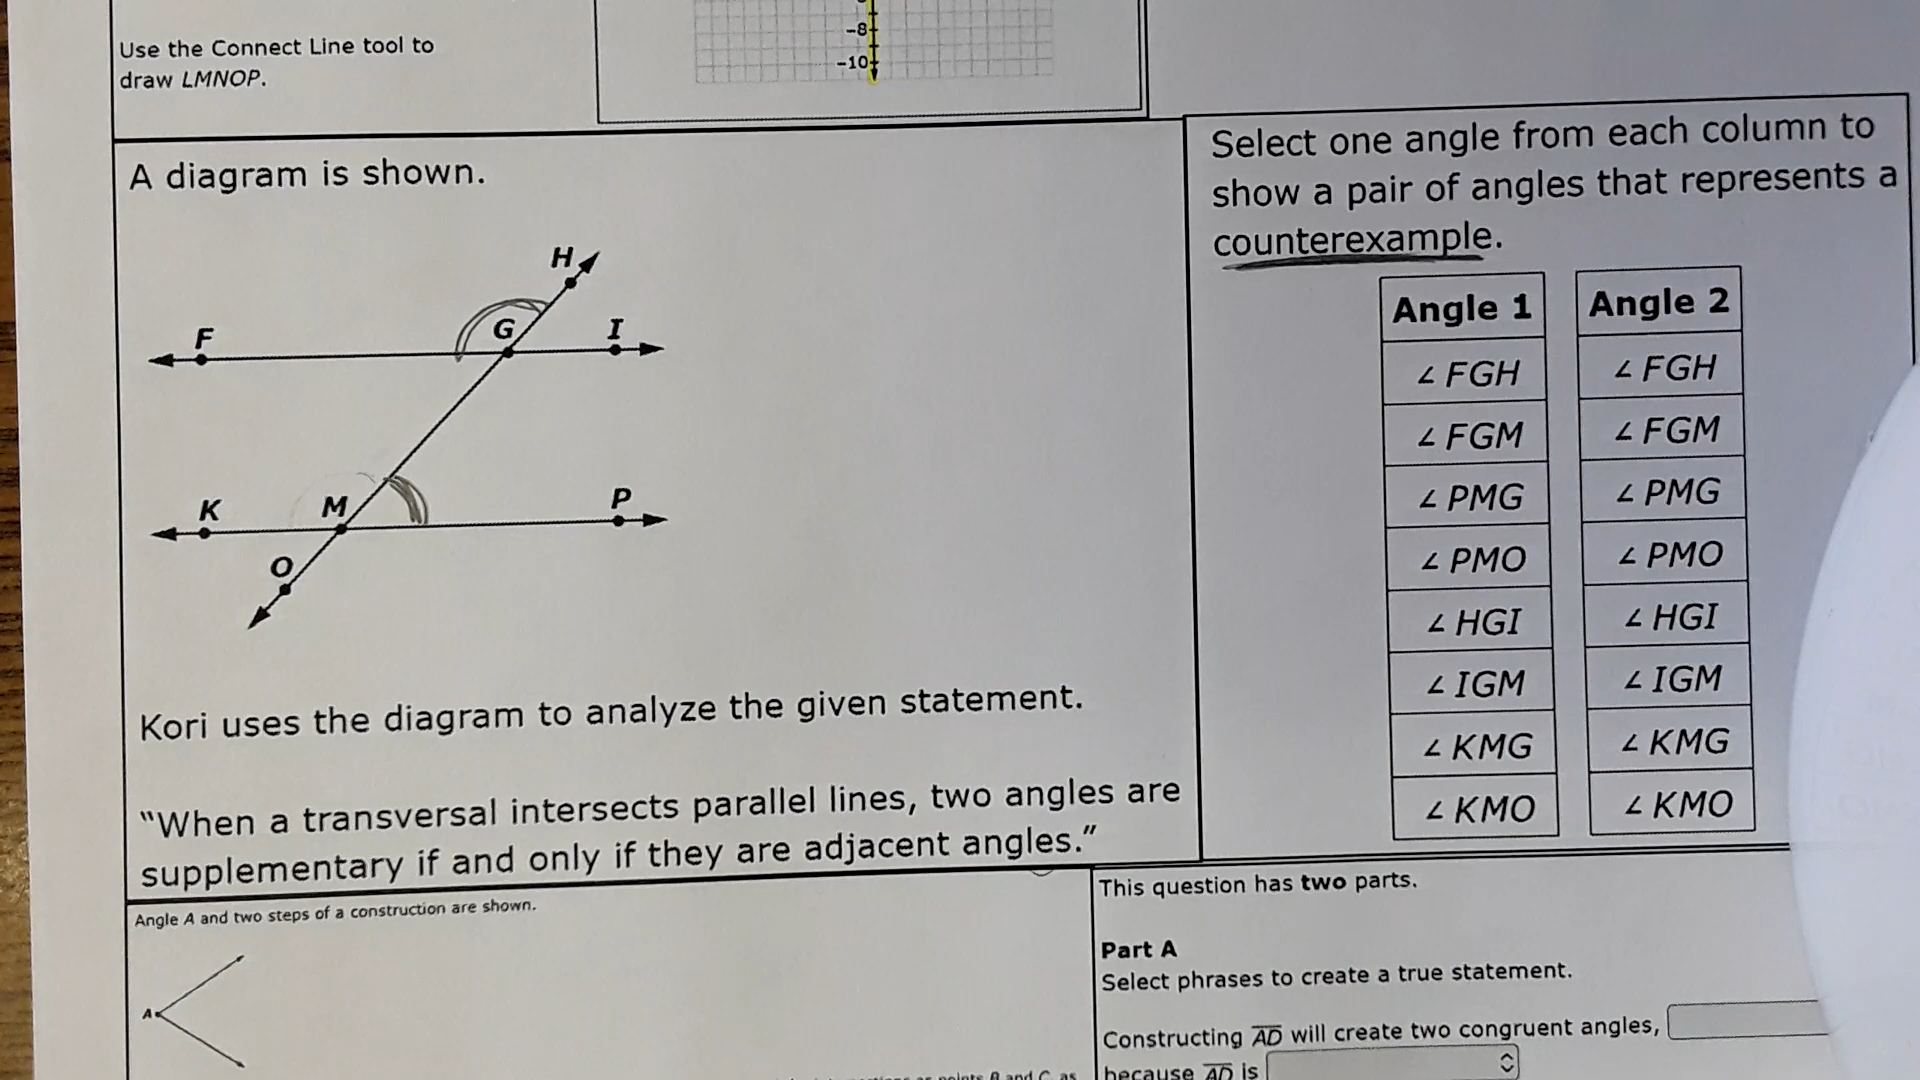 Use the Connect Line tool to
draw LMNOP.
-8
-10
A diagram is shown.
H
F
G
I
K
M
P
O
Kori uses the diagram to analyze the given statement.
"When a transversal intersects parallel lines, two angles are
supplementary if and only if they are adjacent angles."
Select one angle from each column to
show a pair of angles that represents a
counterexample.
Angle 1 Angle 2
∠ FGH ∠ FGH
∠ FGM ∠ FGM
∠ PMG ∠ PMG
∠ PMO ∠ PMO
∠ HGI ∠ HGI
∠ IGM ∠ IGM
∠ KMG ∠ KMG
∠ KMO ∠ KMO
Angle A and two steps of a construction are shown.
A
points B and C, as
This question has two parts.
Part A
Select phrases to create a true statement.
Constructing AD will create two congruent angles,
because AD is